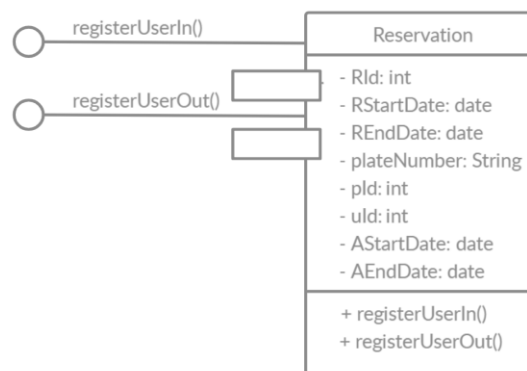 registerUserIn()
registerUserOut()
Reservation
- RId: int
- RStartDate: date
- REndDate: date
- plateNumber: String
- pId: int
- uId: int
- AStartDate: date
- AEndDate: date
+ registerUserIn()
+ registerUserOut()